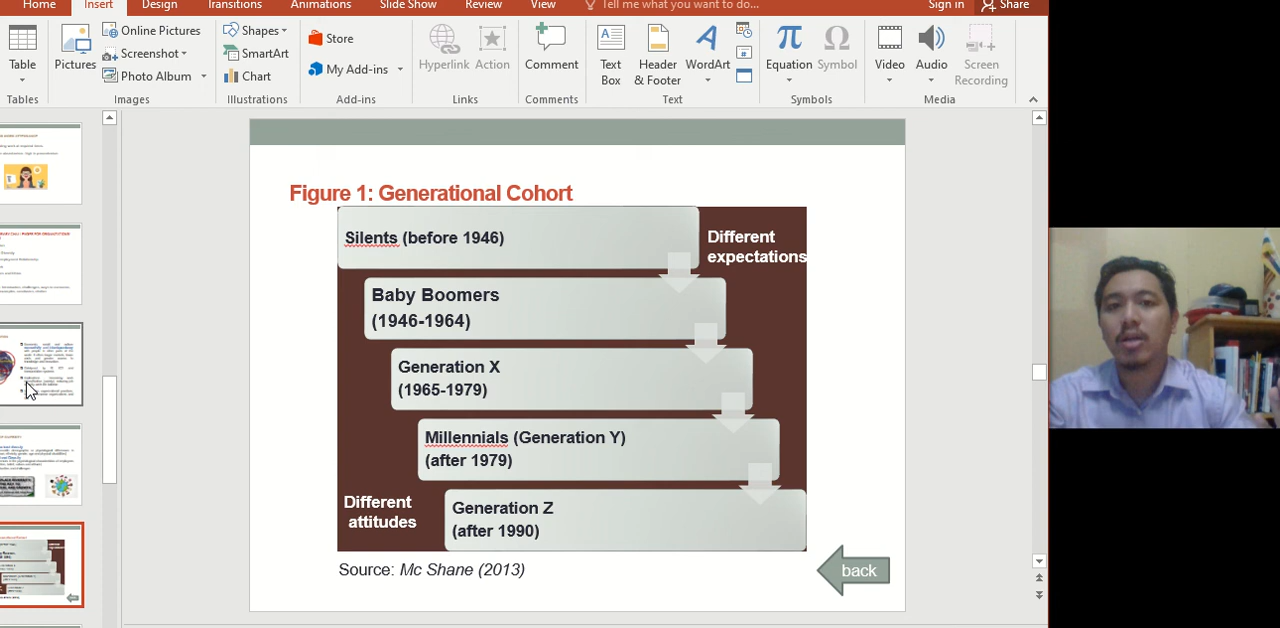 Home Insert Design Transitions Animations Slide Show Review View Tell me what you want to do... Sign in Share
Table
Pictures
Online Pictures
Screenshot
Photo Album
Shapes
SmartArt
Chart
Store
My Add-ins
Hyperlink
Action
Comment
Text
Box
Header
& Footer
WordArt
Equation
Symbol
Video
Audio
Screen
Recording
Tables Images Illustrations Add-ins Links Comments Text Symbols Media
Figure 1: Generational Cohort
Silents (before 1946)
Different
expectations
Baby Boomers
(1946-1964)
Generation X
(1965-1979)
Millennials (Generation Y)
(after 1979)
Different
attitudes
Generation Z
(after 1990)
Source: Mc Shane (2013)
back